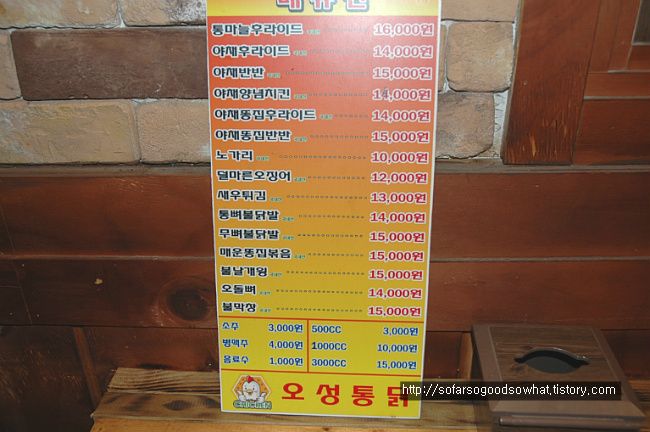 메뉴판
통마늘후라이드 16,000원
야채후라이드 14,000원
야채반반 15,000원
야채양념치킨 14,000원
야채똥집후라이드 14,000원
야채똥집반반 15,000원
노가리 10,000원
덜마른오징어 12,000원
새우튀김 13,000원
통뼈불닭발 14,000원
무뼈불닭발 15,000원
매운똥집볶음 15,000원
불날개윙 15,000원
오돌뼈 14,000원
불막창 15,000원
소주 3,000원 500CC 3,000원
병맥주 4,000원 1000CC 10,000원
음료수 1,000원 3000CC 15,000원
CHICKEN 오성통닭
http://sofarsogoodsowhat.tistory.com